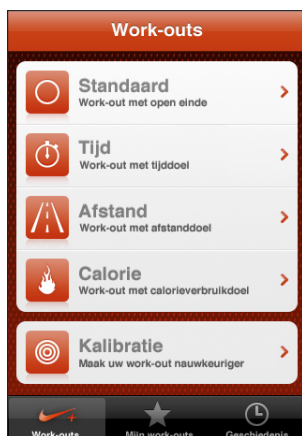 Work-outs
Standaard
Work-out met open einde
Tijd
Work-out met tijddoel
Afstand
Work-out met afstanddoel
Calorie
Work-out met calorieverbruikdoel
Kalibratie
Maak uw work-out nauwkeuriger
Work-outs Mijn work-outs Geschiedenis